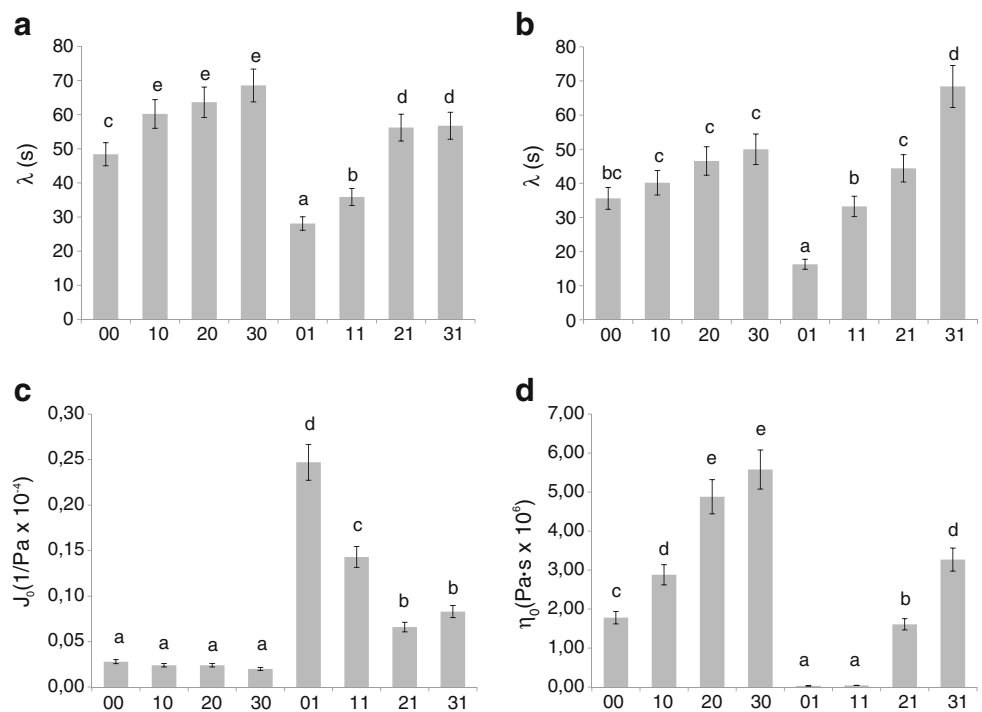 a
80
70
60
50
40
30
20
10
0
λ (s)
c
e
e
e
a
b
d
d
00 10 20 30 01 11 21 31
b
80
70
60
50
40
30
20
10
0
λ (s)
bc
c
c
c
a
b
c
d
00 10 20 30 01 11 21 31
c
0,30
0,25
0,20
0,15
0,10
0,05
0,00
J₀(1/Pa x 10⁻⁴)
a
a
a
a
d
c
b
b
00 10 20 30 01 11 21 31
d
7,00
6,00
5,00
4,00
3,00
2,00
1,00
0,00
η₀(Pa·s x 10⁶)
c
d
e
e
a
a
b
d
00 10 20 30 01 11 21 31